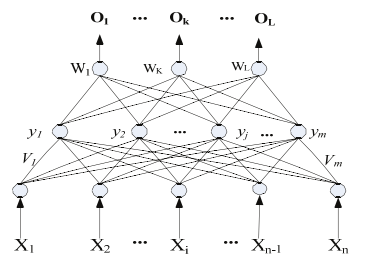 O1 ... Ok ... OL
W1 WK WL
y1 y2 ... yj ... ym
V1 Vm
X1 X2 ... Xi ... Xn-1 Xn